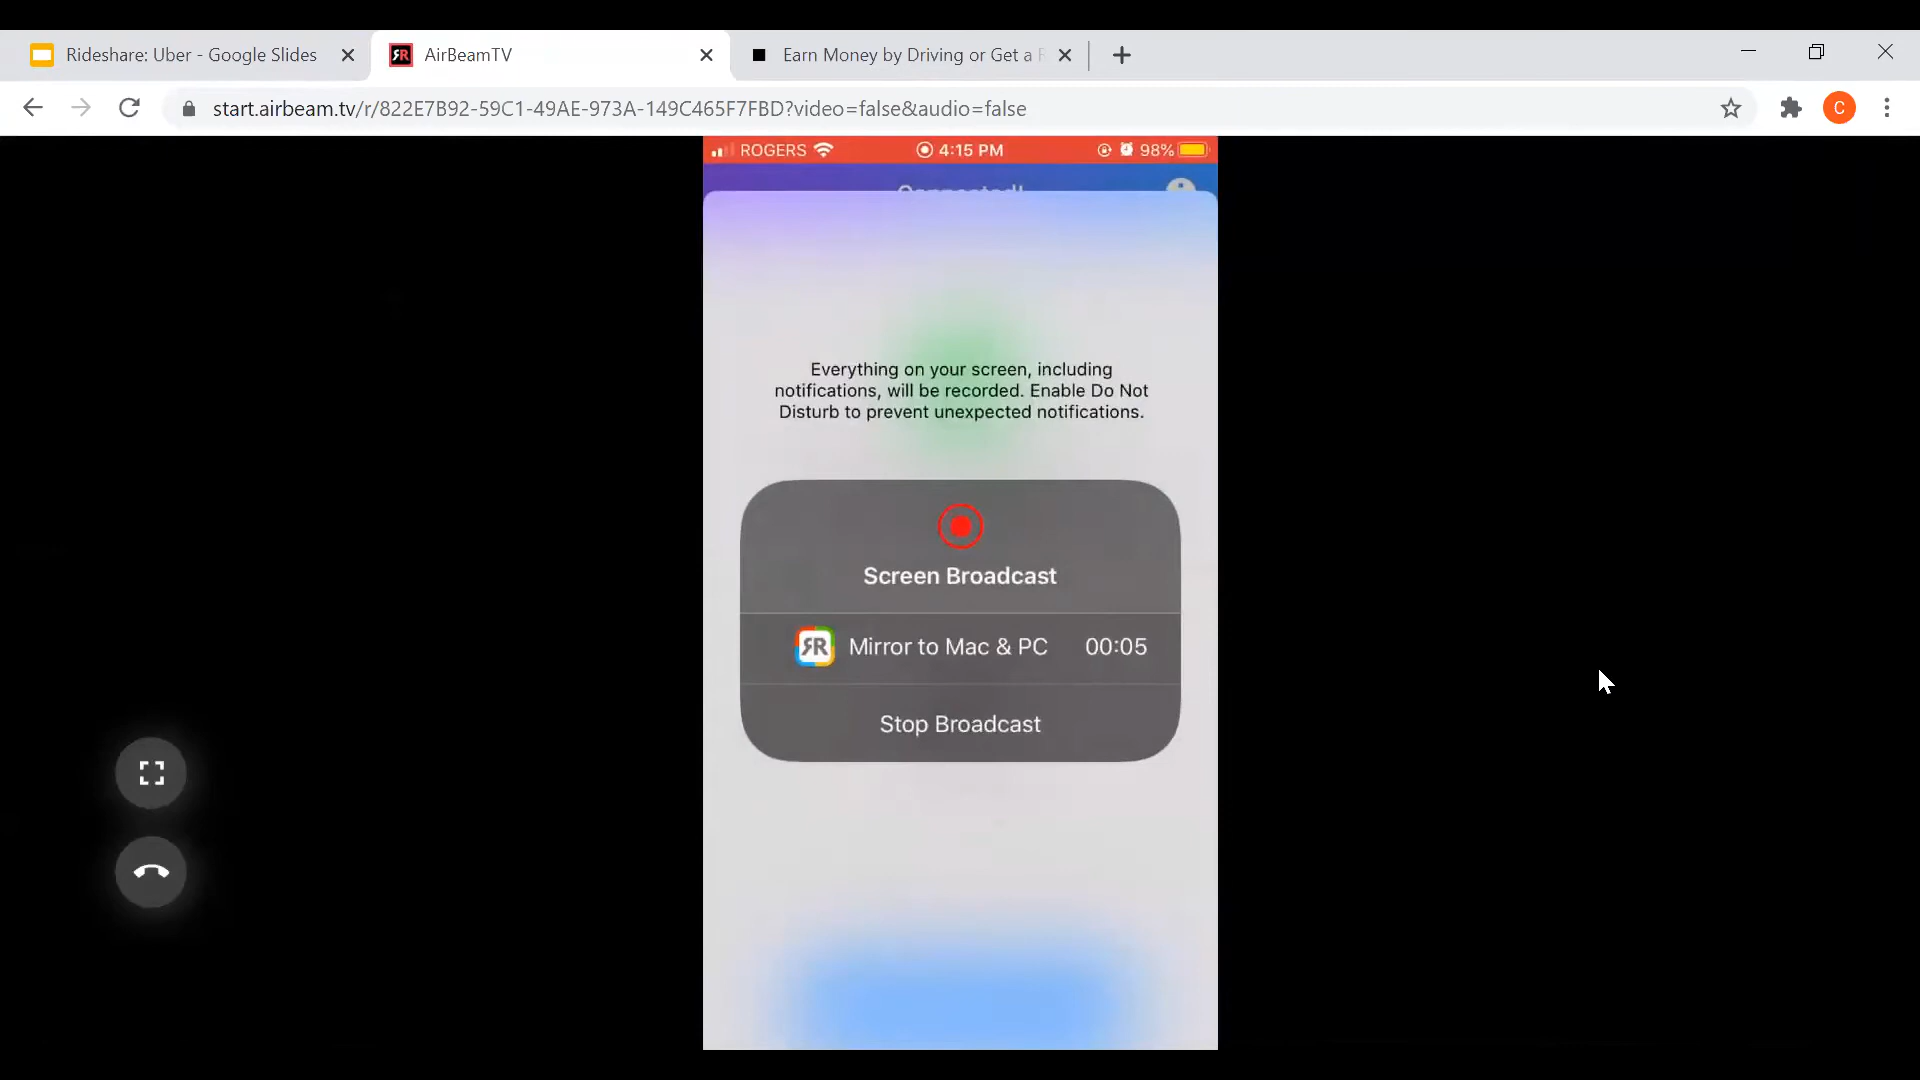 Rideshare: Uber - Google Slides
AirBeamTV
Earn Money by Driving or Get a
start.airbeam.tv/r/822E7B92-59C1-49AE-973A-149C465F7FBD?video=false&audio=false
C
ROGERS
4:15 PM
98%
Everything on your screen, including
notifications, will be recorded. Enable Do Not
Disturb to prevent unexpected notifications.
Screen Broadcast
Mirror to Mac & PC 00:05
Stop Broadcast